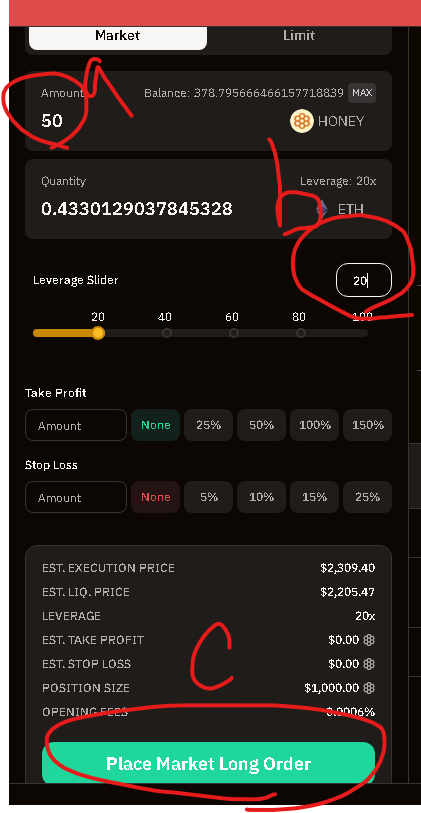 Market Limit
Amount Balance: 378.795666466157718839 MAX
50 HONEY
A
Quantity Leverage: 20x
0.4330129037845328 ETH
b
Leverage Slider 20
20 40 60 80 100
Take Profit
Amount None 25% 50% 100% 150%
Stop Loss
Amount None 5% 10% 15% 25%
EST. EXECUTION PRICE $2,309.40
EST. LIQ. PRICE $2,205.47
LEVERAGE 20x
EST. TAKE PROFIT $0.00
EST. STOP LOSS $0.00
C
POSITION SIZE $1,000.00
OPENING FEES 0.0006%
Place Market Long Order